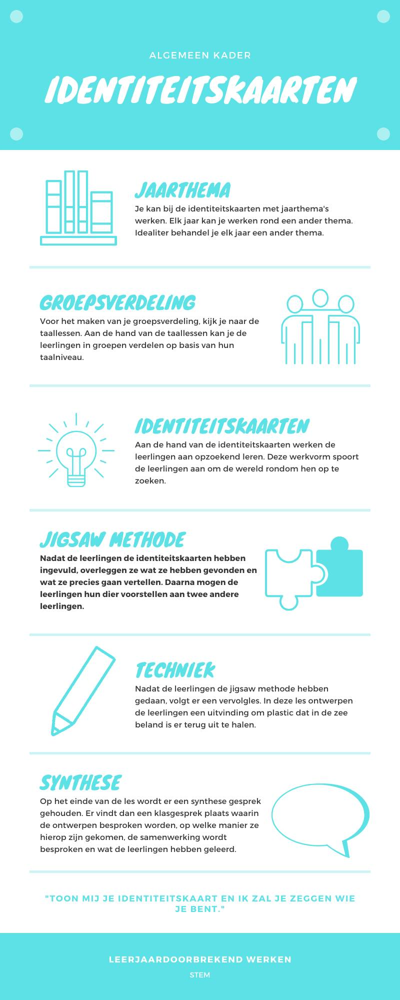 ALGEMEEN KADER
IDENTITEITSKAARTEN
JAARTHEMA
Je kan bij de identiteitskaarten met jaarthema's
werken. Elk jaar kan je werken rond een ander thema.
Idealiter behandel je elk jaar een ander thema.
GROEPSVERDELING
Voor het maken van je groepsverdeling, kijk je naar de
taallessen. Aan de hand van de taallessen kan je de
leerlingen in groepen verdelen op basis van hun
taalniveau.
IDENTITEITSKAARTEN
Aan de hand van de identiteitskaarten werken de
leerlingen aan opzoekend leren. Deze werkvorm spoort
de leerlingen aan om de wereld rondom hen op te
zoeken.
JIGSAW METHODE
Nadat de leerlingen de identiteitskaarten hebben
ingevuld, overleggen ze wat ze hebben gevonden en
wat ze precies gaan vertellen. Daarna mogen de
leerlingen hun dier voorstellen aan twee andere
leerlingen.
TECHNIEK
Nadat de leerlingen de jigsaw methode hebben
gedaan, volgt er een vervolgles. In deze les ontwerpen
de leerlingen een uitvinding om plastic dat in de zee
beland is er terug uit te halen.
SYNTHESE
Op het einde van de les wordt er een synthese gesprek
gehouden. Er vindt dan een klasgesprek plaats waarin
de ontwerpen besproken worden, op welke manier ze
hierop zijn gekomen, de samenwerking wordt
besproken en wat de leerlingen hebben geleerd.
"TOON MIJ JE IDENTITEITSKAART EN IK ZAL JE ZEGGEN WIE
JE BENT."
LEERJAARDOORBREKEND WERKEN
STEM